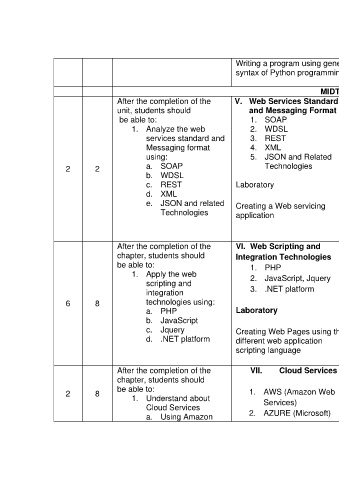 Writing a program using gene
syntax of Python programmin
MIDT
2
2
After the completion of the
unit, students should
be able to:
1. Analyze the web
services standard and
Messaging format
using:
a. SOAP
b. WDSL
c. REST
d. XML
e. JSON and related
Technologies
V. Web Services Standard
and Messaging Format
1. SOAP
2. WDSL
3. REST
4. XML
5. JSON and Related
Technologies
Laboratory
Creating a Web servicing
application
6
8
After the completion of the
chapter, students should
be able to:
1. Apply the web
scripting and
integration
technologies using:
a. PHP
b. JavaScript
c. Jquery
d. .NET platform
VI. Web Scripting and
Integration Technologies
1. PHP
2. JavaScript, Jquery
3. .NET platform
Laboratory
Creating Web Pages using th
different web application
scripting language
2
8
After the completion of the
chapter, students should
be able to:
1. Understand about
Cloud Services
a. Using Amazon
VII. Cloud Services
1. AWS (Amazon Web
Services)
2. AZURE (Microsoft)